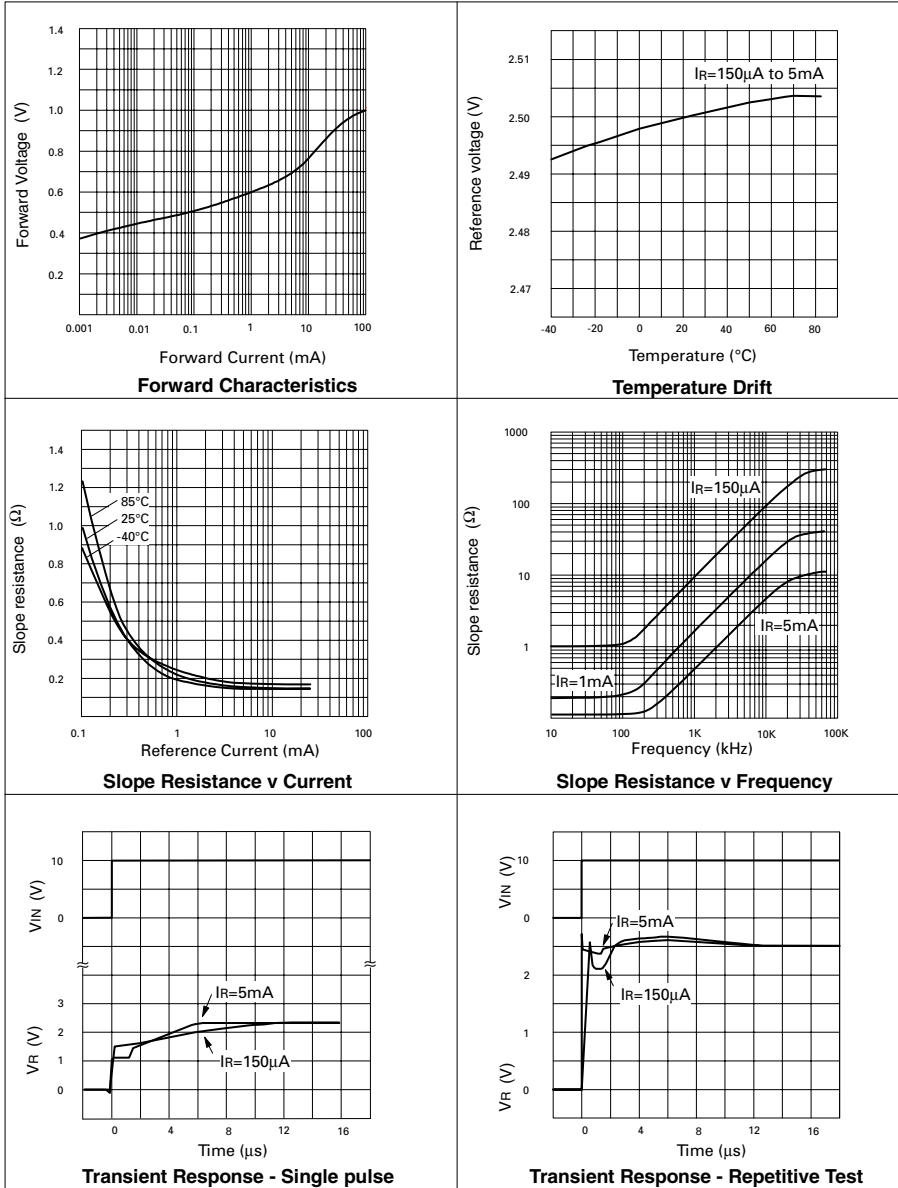 1.4
1.2
1.0
0.8
0.6
0.4
0.2
Forward Voltage (V)
0.001 0.01 0.1 1 10 100
Forward Current (mA)
Forward Characteristics
2.51
2.50
2.49
2.48
2.47
Reference voltage (V)
IR=150µA to 5mA
-40 -20 0 20 40 60 80
Temperature (°C)
Temperature Drift
1.4
1.2
1.0
0.8
0.6
0.4
0.2
Slope resistance (Ω)
85°C
25°C
-40°C
0.1 1 10 100
Reference Current (mA)
Slope Resistance v Current
1000
100
10
1
Slope resistance (Ω)
IR=150µA
IR=5mA
IR=1mA
10 100 1K 10K 100K
Frequency (kHz)
Slope Resistance v Frequency
VIN (V)
10
0
≈ ≈
3
2
1
0
VR (V)
IR=5mA
IR=150µA
0 4 8 12 16
Time (µs)
Transient Response - Single pulse
VIN (V)
10
0
≈ ≈
2
1
0
VR (V)
IR=5mA
IR=150µA
0 4 8 12 16
Time (µs)
Transient Response - Repetitive Test